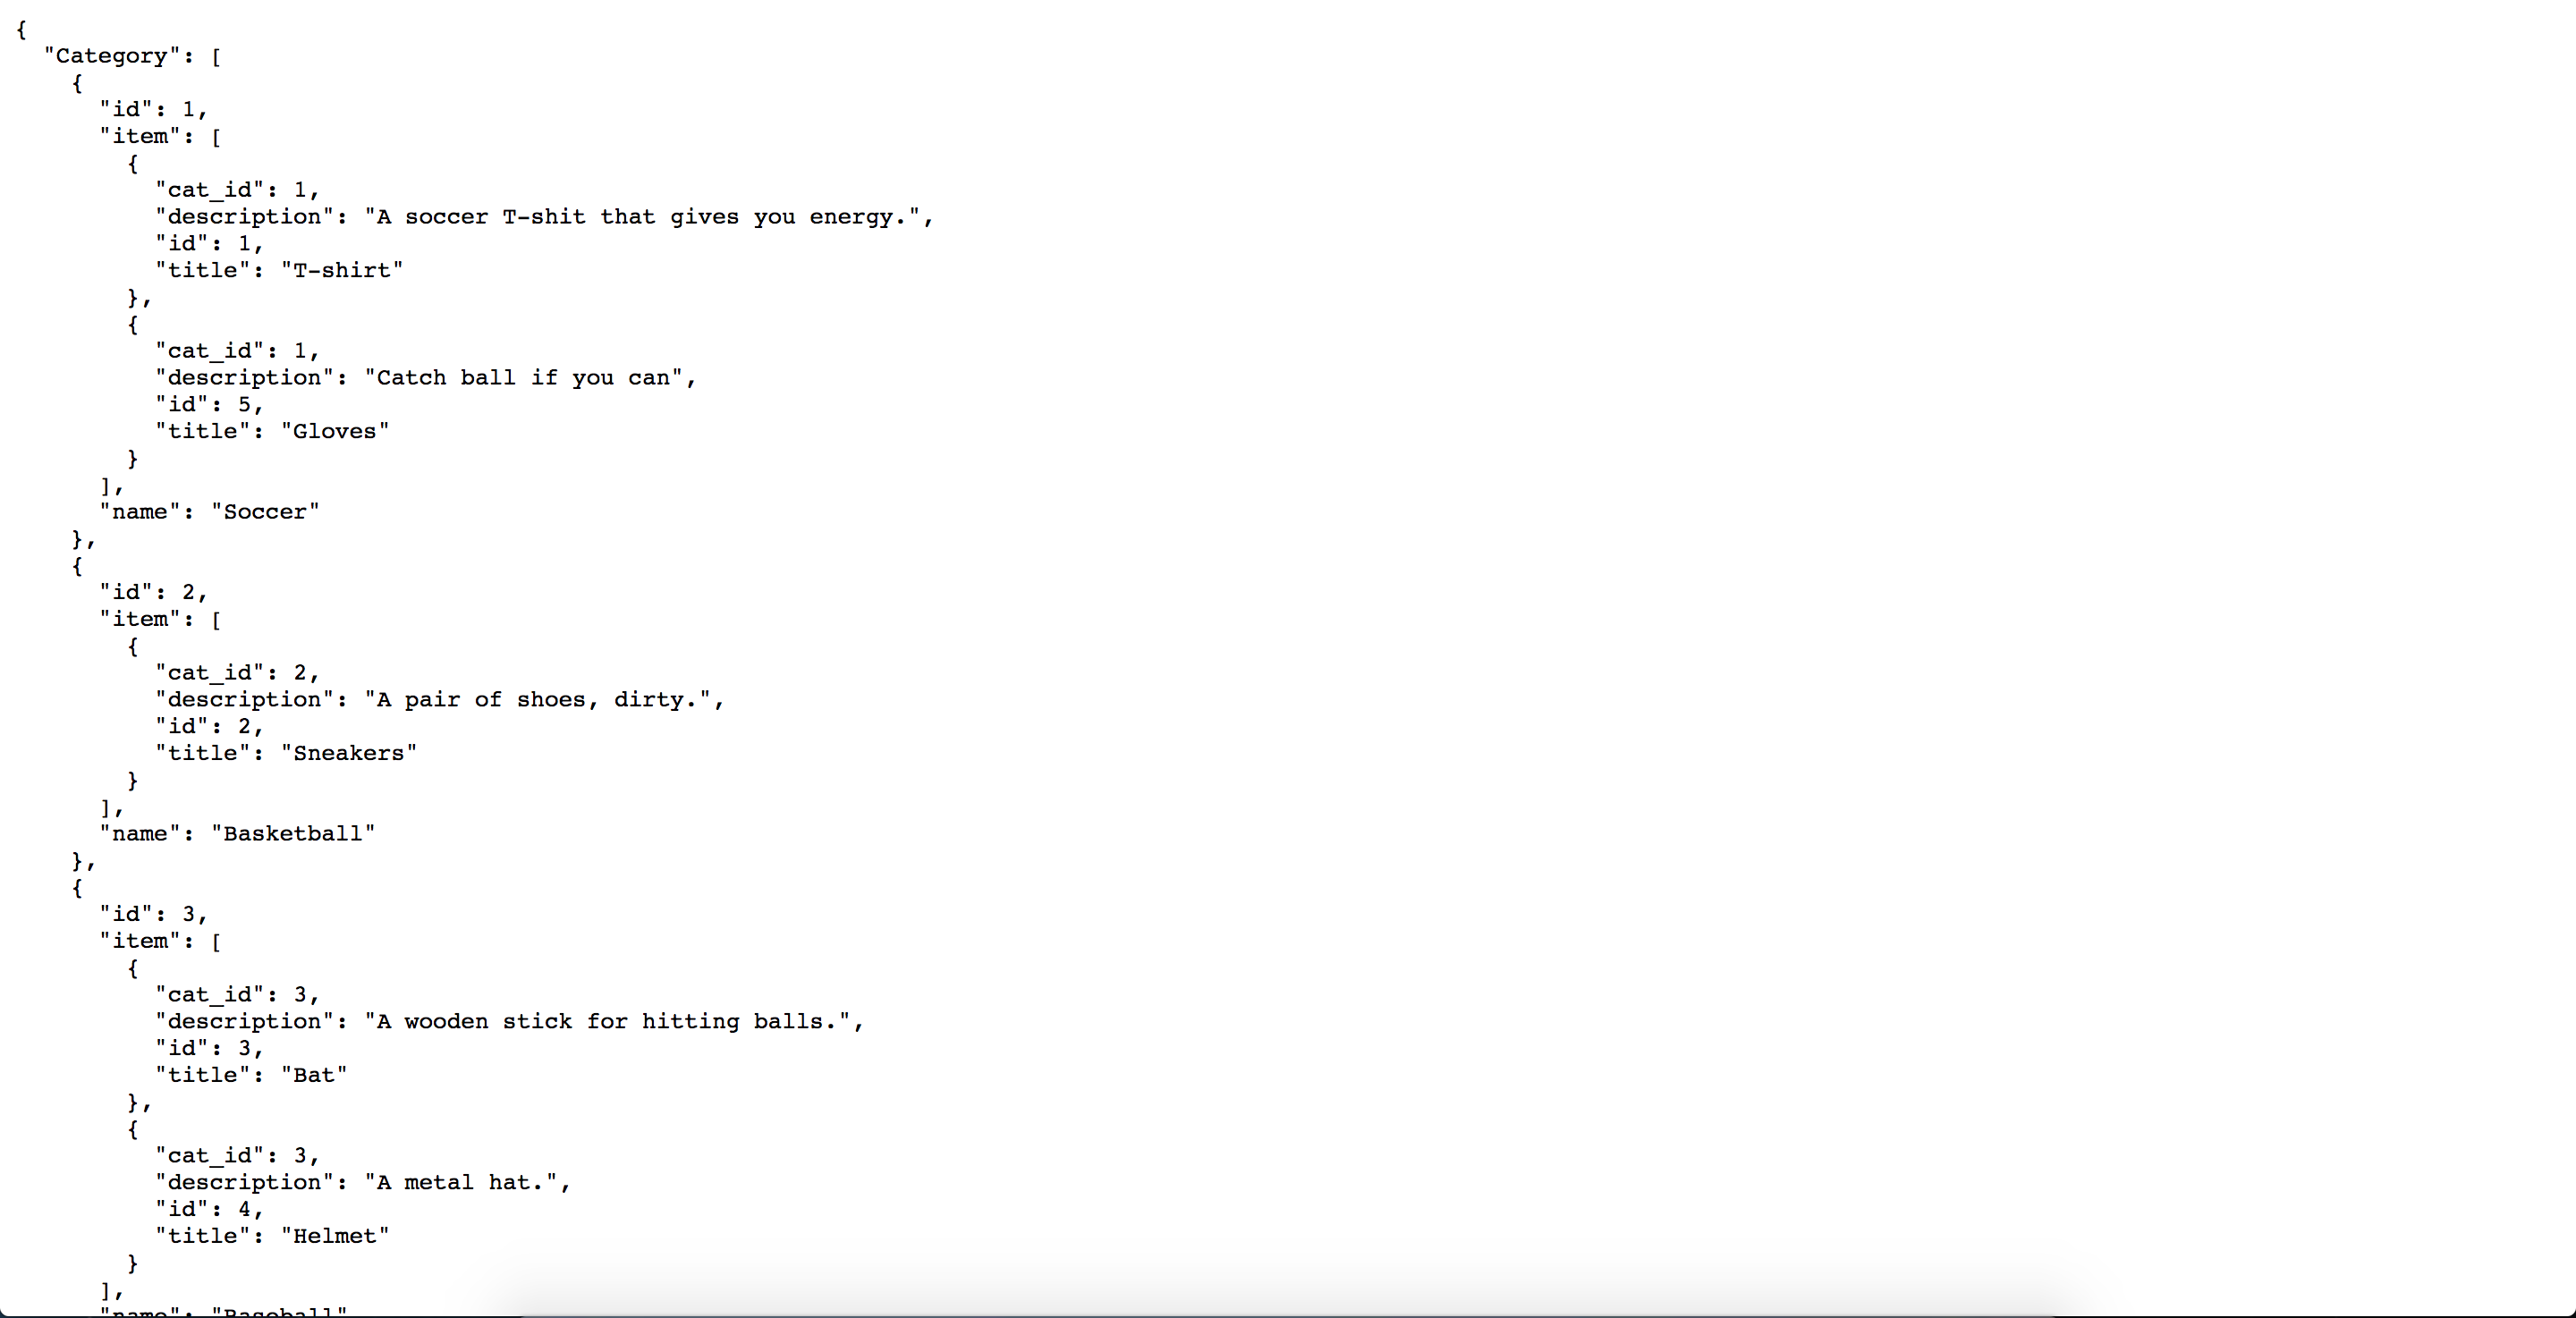 {
  "Category": [
    {
      "id": 1,
      "item": [
        {
          "cat_id": 1,
          "description": "A soccer T-shit that gives you energy.",
          "id": 1,
          "title": "T-shirt"
        },
        {
          "cat_id": 1,
          "description": "Catch ball if you can",
          "id": 5,
          "title": "Gloves"
        }
      ],
      "name": "Soccer"
    },
    {
      "id": 2,
      "item": [
        {
          "cat_id": 2,
          "description": "A pair of shoes, dirty.",
          "id": 2,
          "title": "Sneakers"
        }
      ],
      "name": "Basketball"
    },
    {
      "id": 3,
      "item": [
        {
          "cat_id": 3,
          "description": "A wooden stick for hitting balls.",
          "id": 3,
          "title": "Bat"
        },
        {
          "cat_id": 3,
          "description": "A metal hat.",
          "id": 4,
          "title": "Helmet"
        }
      ],
      "name": "Baseball"